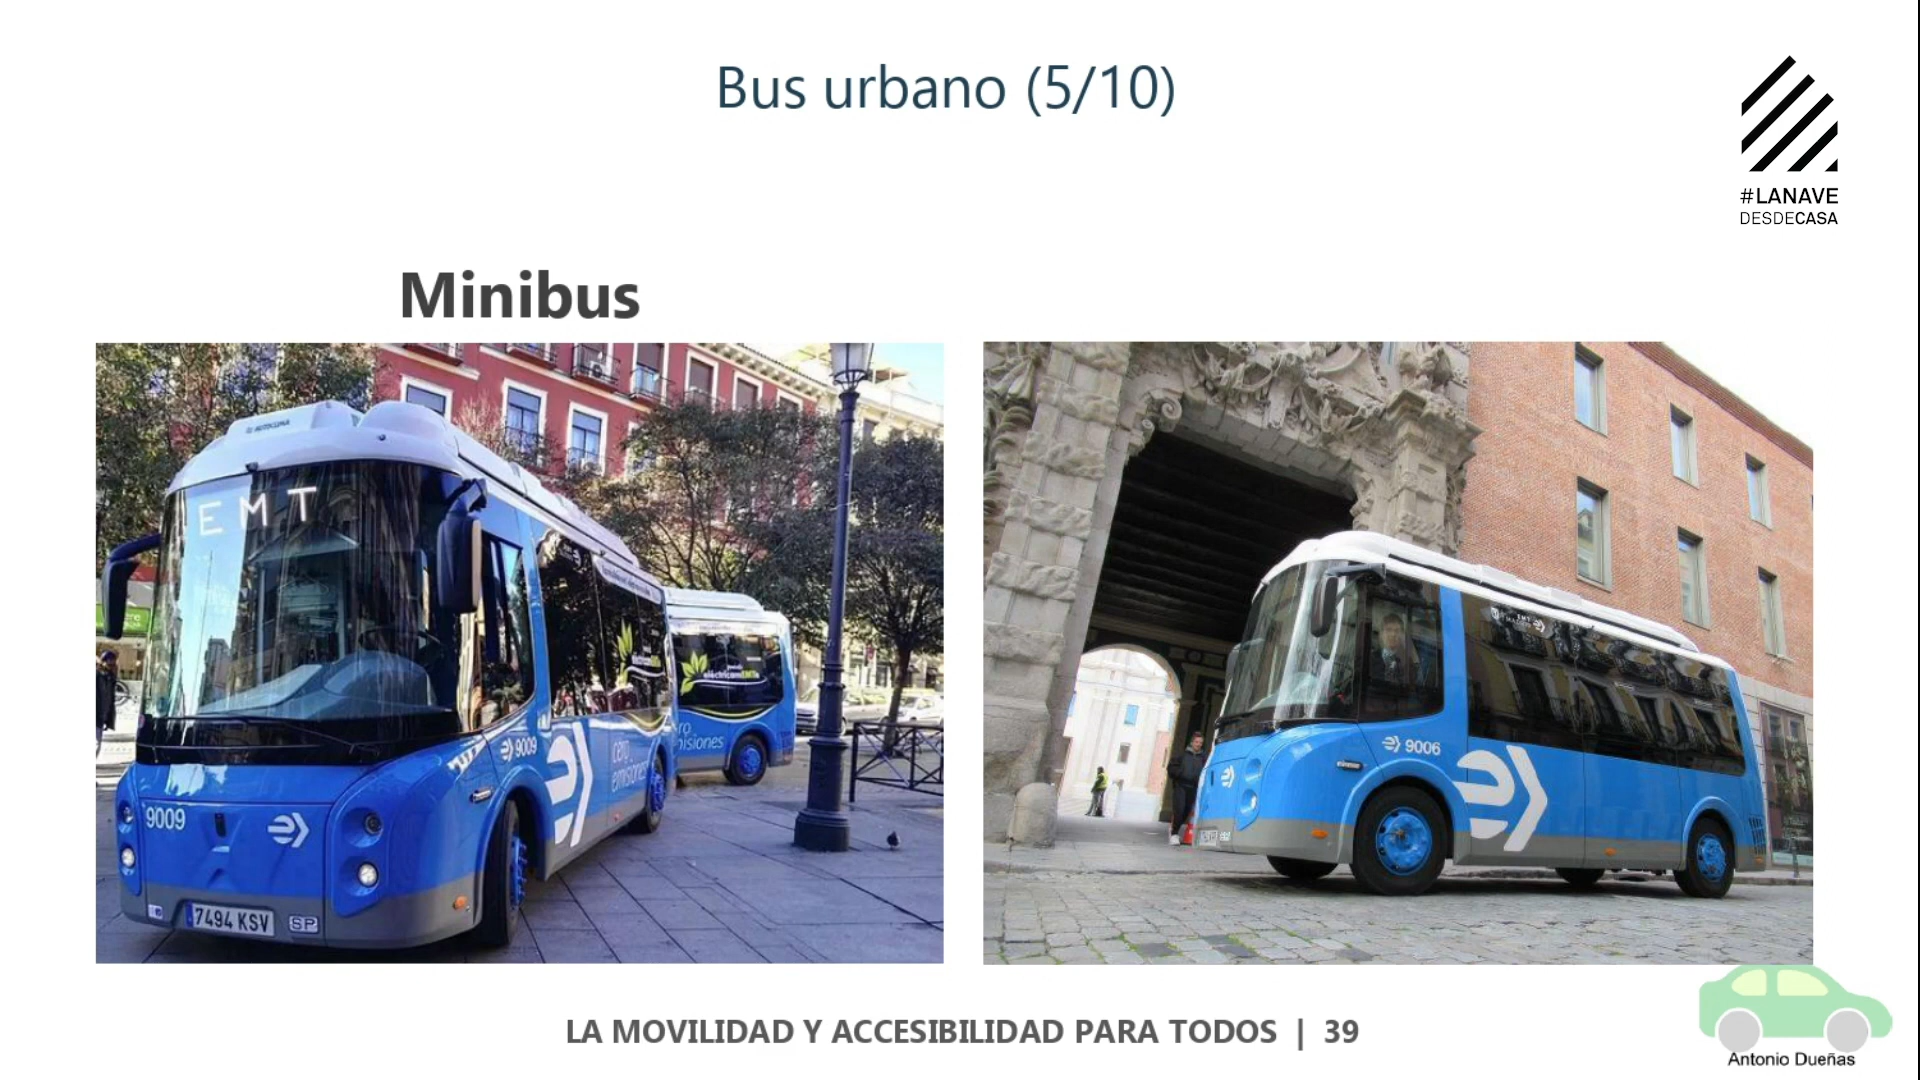 Bus urbano (5/10)
#LANAVE
DESDECASA
Minibus
EMT
9009
9009
cero
emisiones
7494 KSV
SP
9006
LA MOVILIDAD Y ACCESIBILIDAD PARA TODOS | 39
Antonio Dueñas